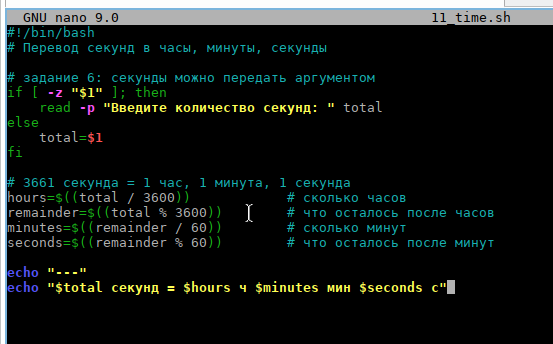 GNU nano 9.0 11_time.sh
#!/bin/bash
# Перевод секунд в часы, минуты, секунды
# задание 6: секунды можно передать аргументом
if [ -z "$1" ]; then
    read -p "Введите количество секунд: " total
else
    total=$1
fi
# 3661 секунда = 1 час, 1 минута, 1 секунда
hours=$((total / 3600))            # сколько часов
remainder=$((total % 3600))        # что осталось после часов
minutes=$((remainder / 60))        # сколько минут
seconds=$((remainder % 60))        # что осталось после минут
echo "---"
echo "$total секунд = $hours ч $minutes мин $seconds с"